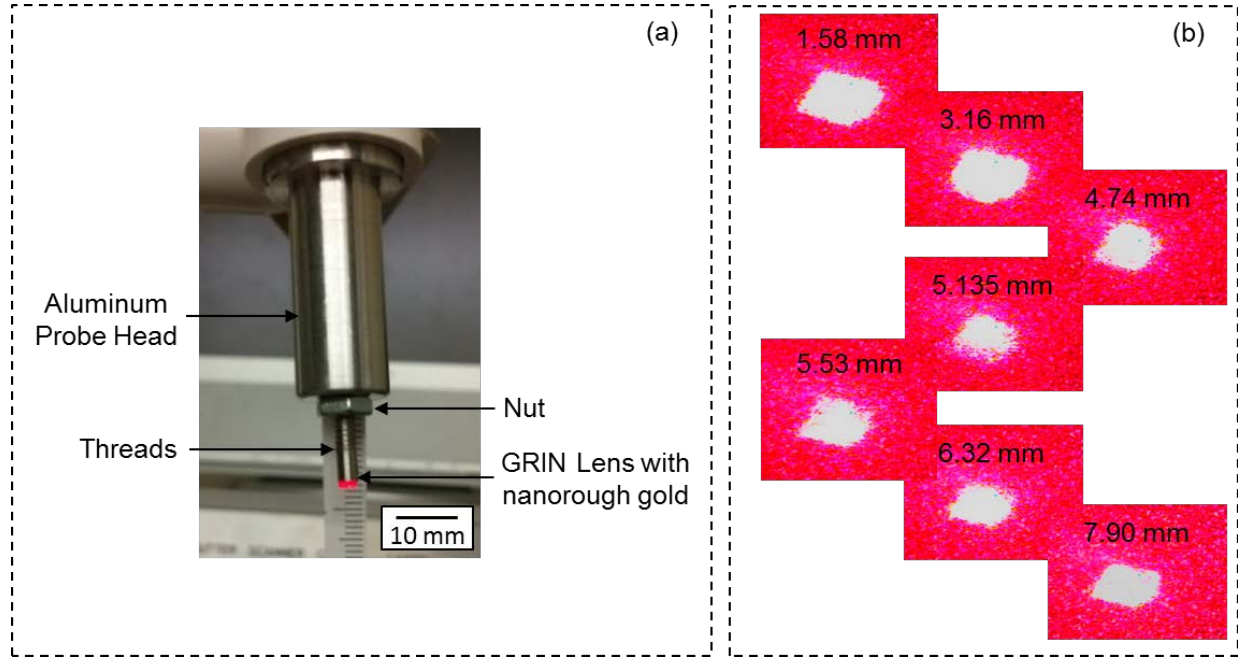 (a)
Aluminum
Probe Head
Threads
Nut
GRIN Lens with
nanorough gold
10 mm
(b)
1.58 mm
3.16 mm
4.74 mm
5.135 mm
5.53 mm
6.32 mm
7.90 mm